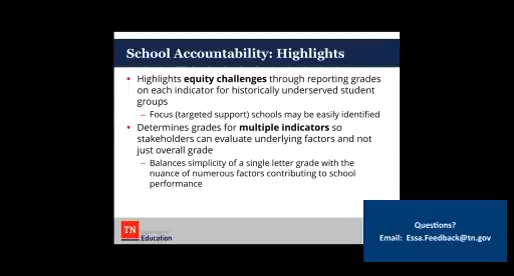 School Accountability: Highlights
• Highlights equity challenges through reporting grades
on each indicator for historically underserved student
groups
– Focus (targeted support) schools may be easily identified
• Determines grades for multiple indicators so
stakeholders can evaluate underlying factors and not
just overall grade
– Balances simplicity of a single letter grade with the
nuance of numerous factors contributing to school
performance
TN
Education
Questions?
Email: Essa.Feedback@tn.gov